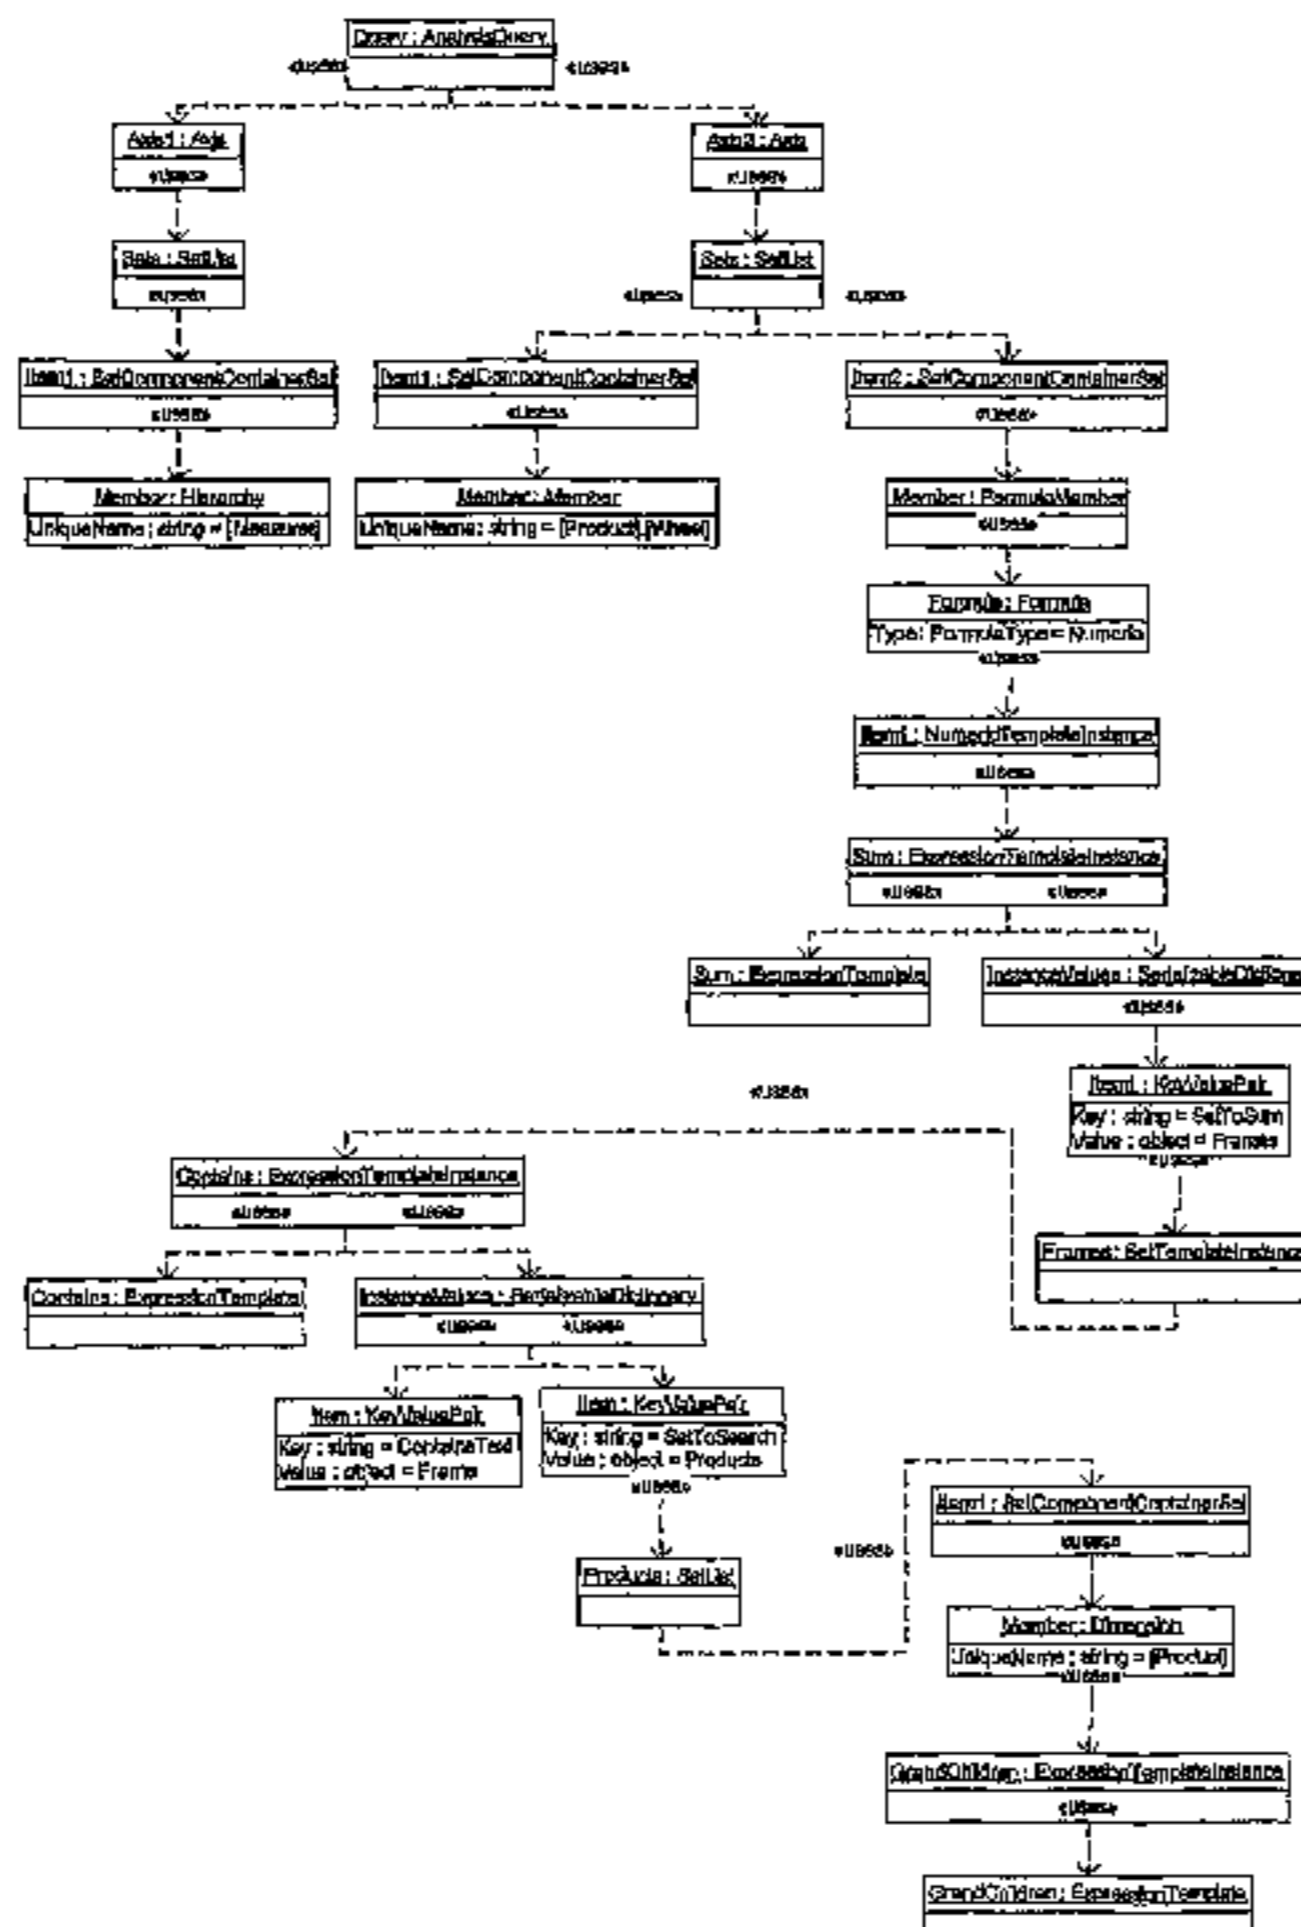 Query : AnalysisQuery
«uses» «uses»
Axis1 : Axis
«uses»
Axis2 : Axis
«uses»
Sets : SetList
«uses»
Sets : SetList
«uses» «uses»
Item1 : SetComponentContainerSet
«uses»
Item1 : SetComponentContainerSet
«uses»
Item2 : SetComponentContainerSet
«uses»
Member : Hierarchy
UniqueName : string = [Measures]
Member : Member
UniqueName : string = [Product].[Wheel]
Member : FormulaMember
«uses»
Formula : Formula
Type : FormulaType = Numeric
«uses»
Item1 : NumericTemplateInstance
«uses»
Sum : ExpressionTemplateInstance
«uses» «uses»
Sum : ExpressionTemplate
InstanceValues :
«uses»
Item1 : KeyValuePair
Key : string = SetToSum
Value : object = Frames
«uses»
«uses»
Contains : ExpressionTemplateInstance
«uses» «uses»
Frames : SetTemplateInstance
Contains : ExpressionTemplate
InstanceValues : SerializableDictionary
«uses» «uses»
Item : KeyValuePair
Key : string = ContainsText
Value : object = Frame
Item : KeyValuePair
Key : string = SetToSearch
Value : object = Products
«uses»
Item1 : SetComponentContainerSet
«uses»
«uses»
Products : SetList
Member : Dimension
UniqueName : string = [Product]
«uses»
GrandChildren : ExpressionTemplateInstance
«uses»
GrandChildren : ExpressionTemplate